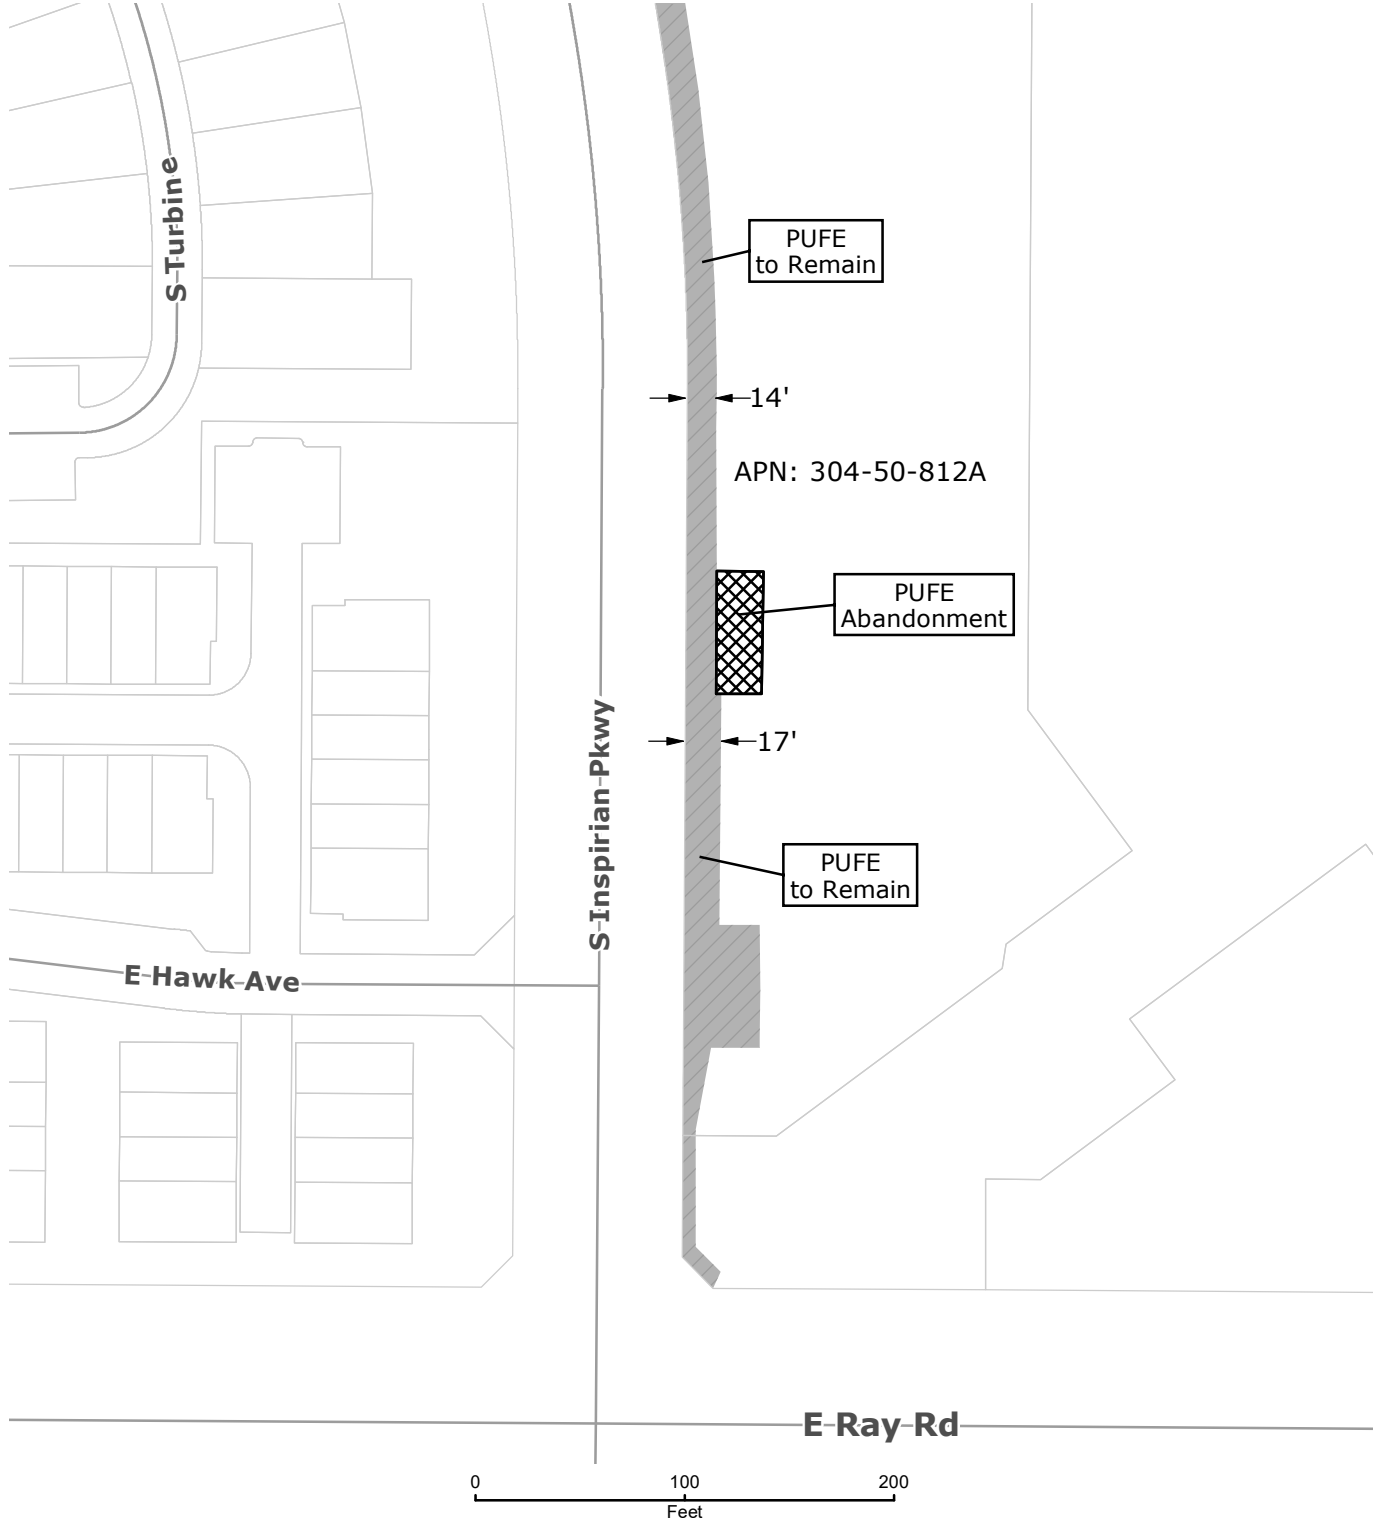 S Turbine
PUFE
to Remain
14'
APN: 304-50-812A
PUFE
Abandonment
S Inspirian Pkwy
17'
PUFE
to Remain
E Hawk Ave
E Ray Rd
0 100 200
Feet